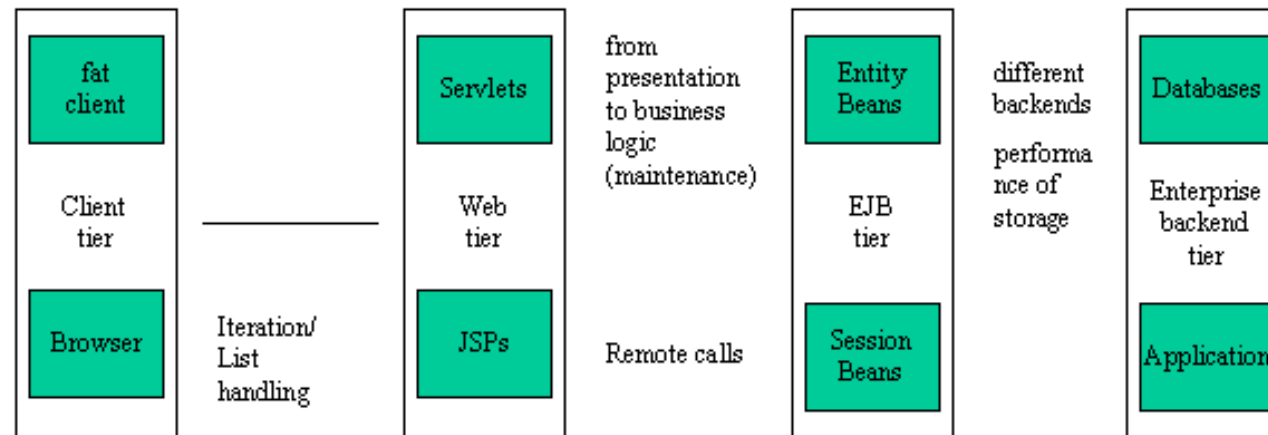 fat
client
Client
tier
Browser
Iteration/
List
handling
Servlets
Web
tier
JSPs
from
presentation
to business
logic
(maintenance)
Remote calls
Entity
Beans
EJB
tier
Session
Beans
different
backends
performa
nce of
storage
Databases
Enterprise
backend
tier
Application